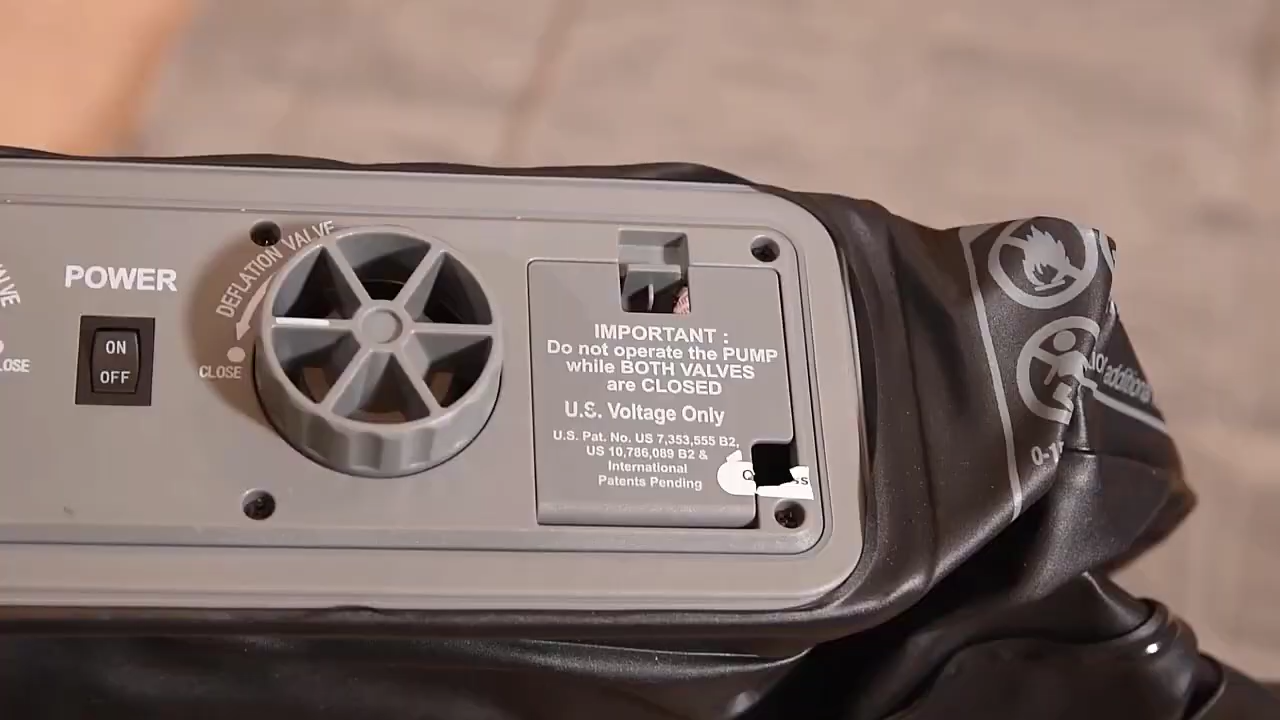 POWER
ON
OFF
DEFLATION VALVE
CLOSE
IMPORTANT :
Do not operate the PUMP
while BOTH VALVES
are CLOSED
U.S. Voltage Only
U.S. Pat. No. US 7,353,555 B2,
US 10,786,089 B2 &
International
Patents Pending